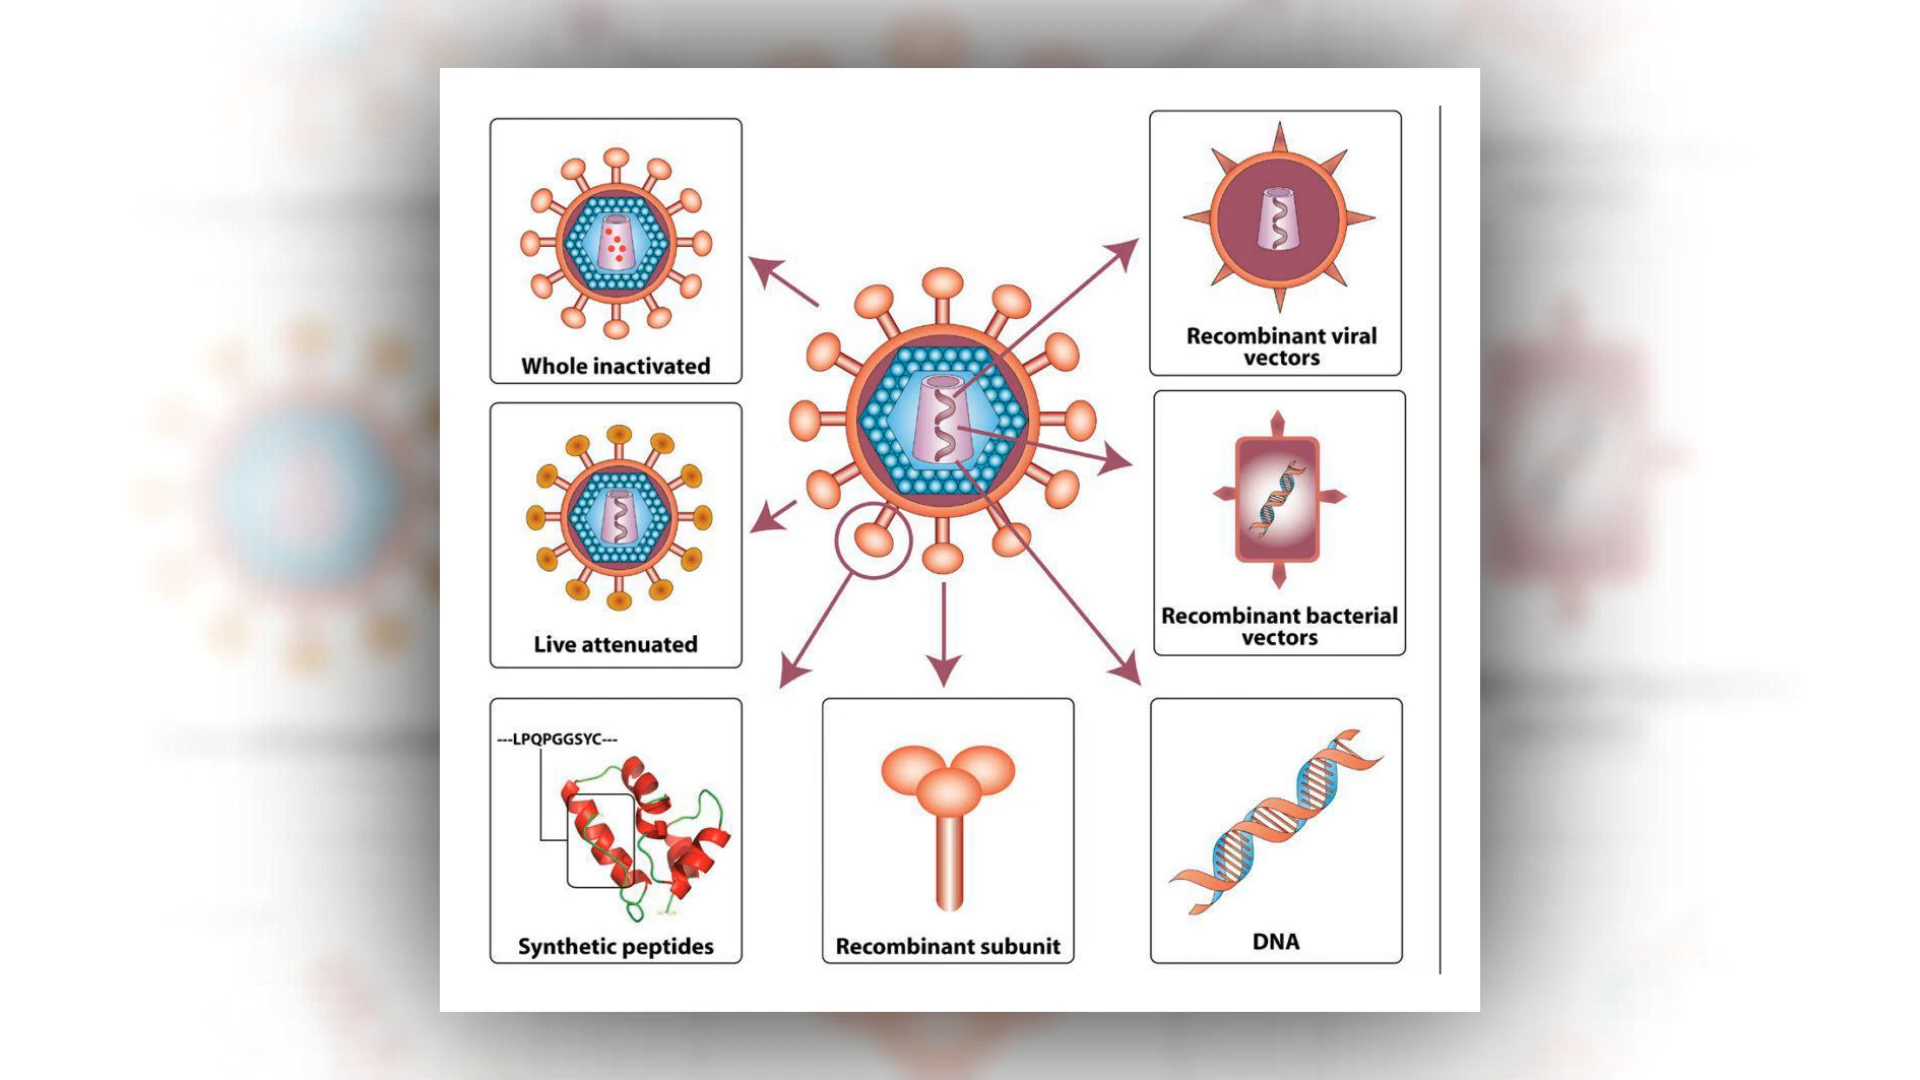 Whole inactivated
Recombinant viral
vectors
Live attenuated
Recombinant bacterial
vectors
---LPQPGGSYC---
Synthetic peptides
Recombinant subunit
DNA